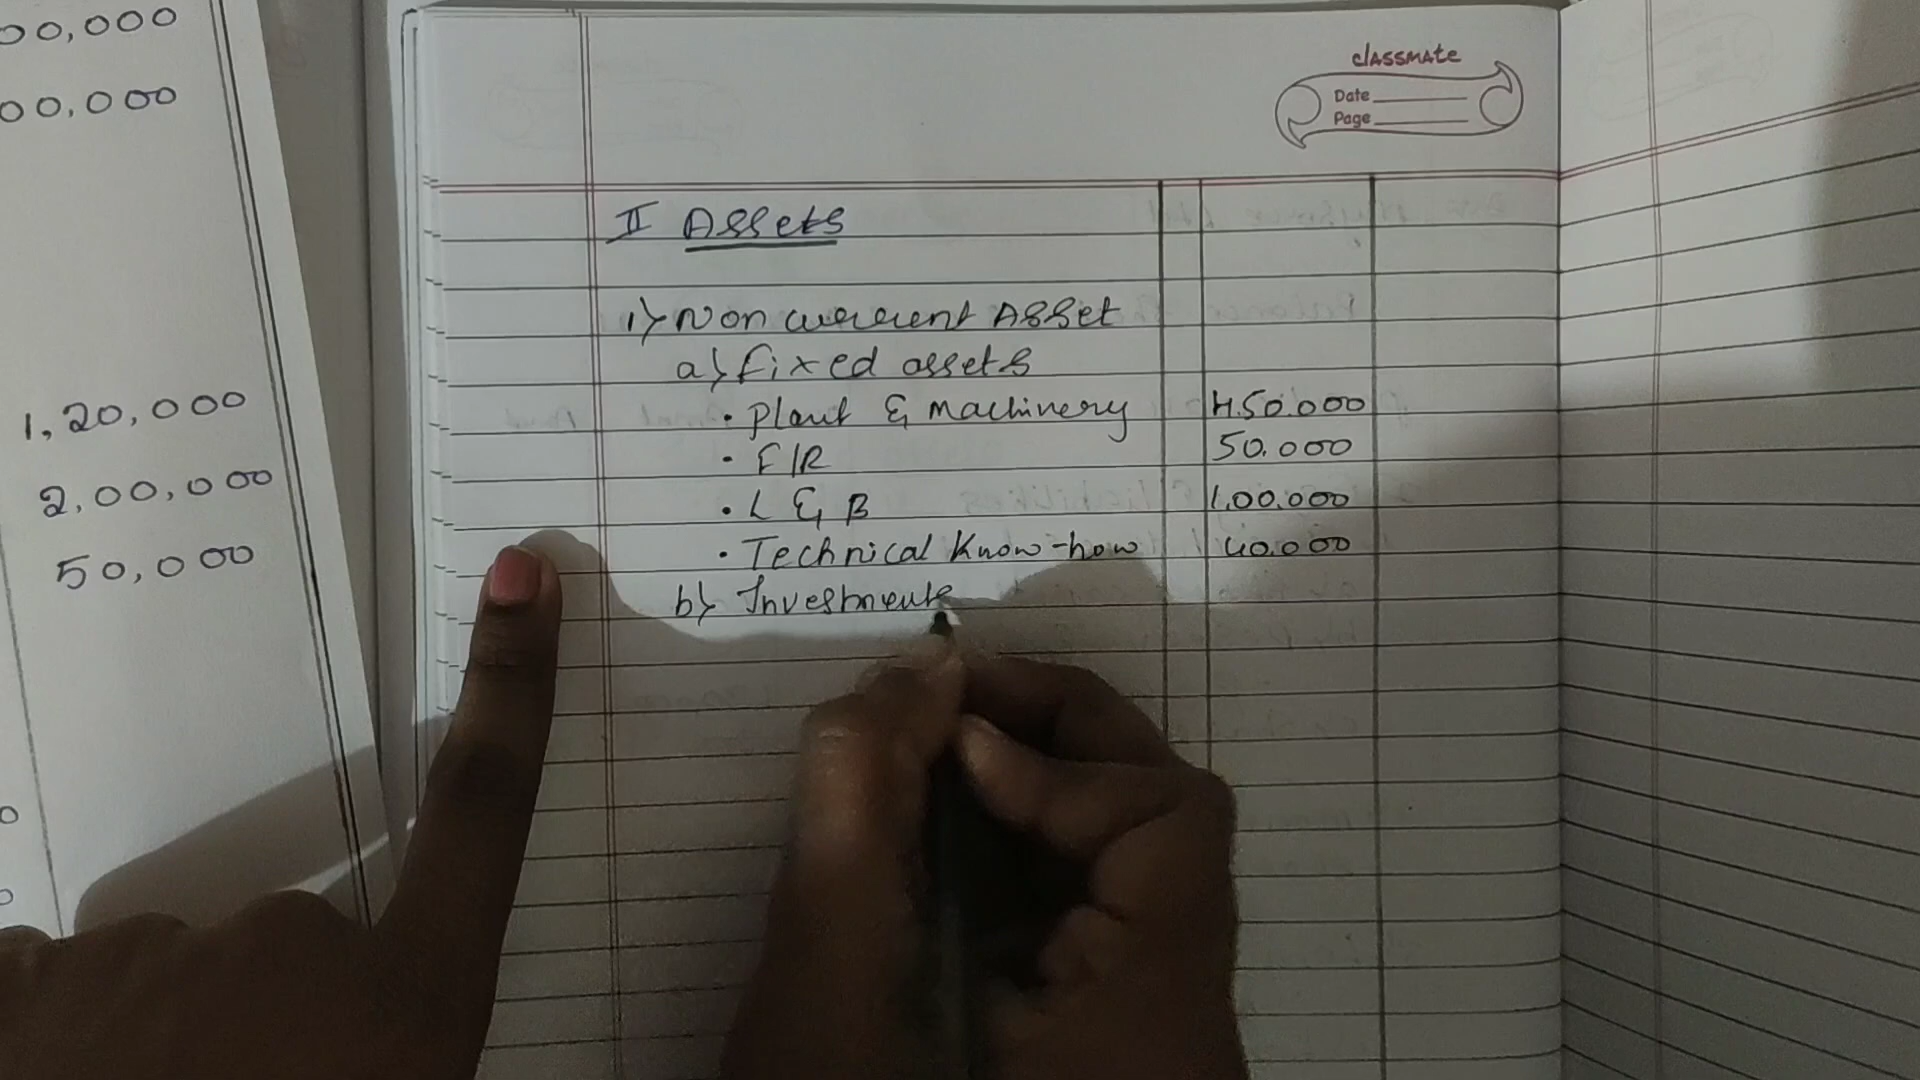 00,000
00,000
1,20,000
2,00,000
50,000
classmate
Date
Page
II Assets
1) Non current Asset
a) fixed assets
• Plant & machinery 4,50,000
• F/R 50,000
• L & B 1,00,000
• Technical Know-how 40,000
b) Investments